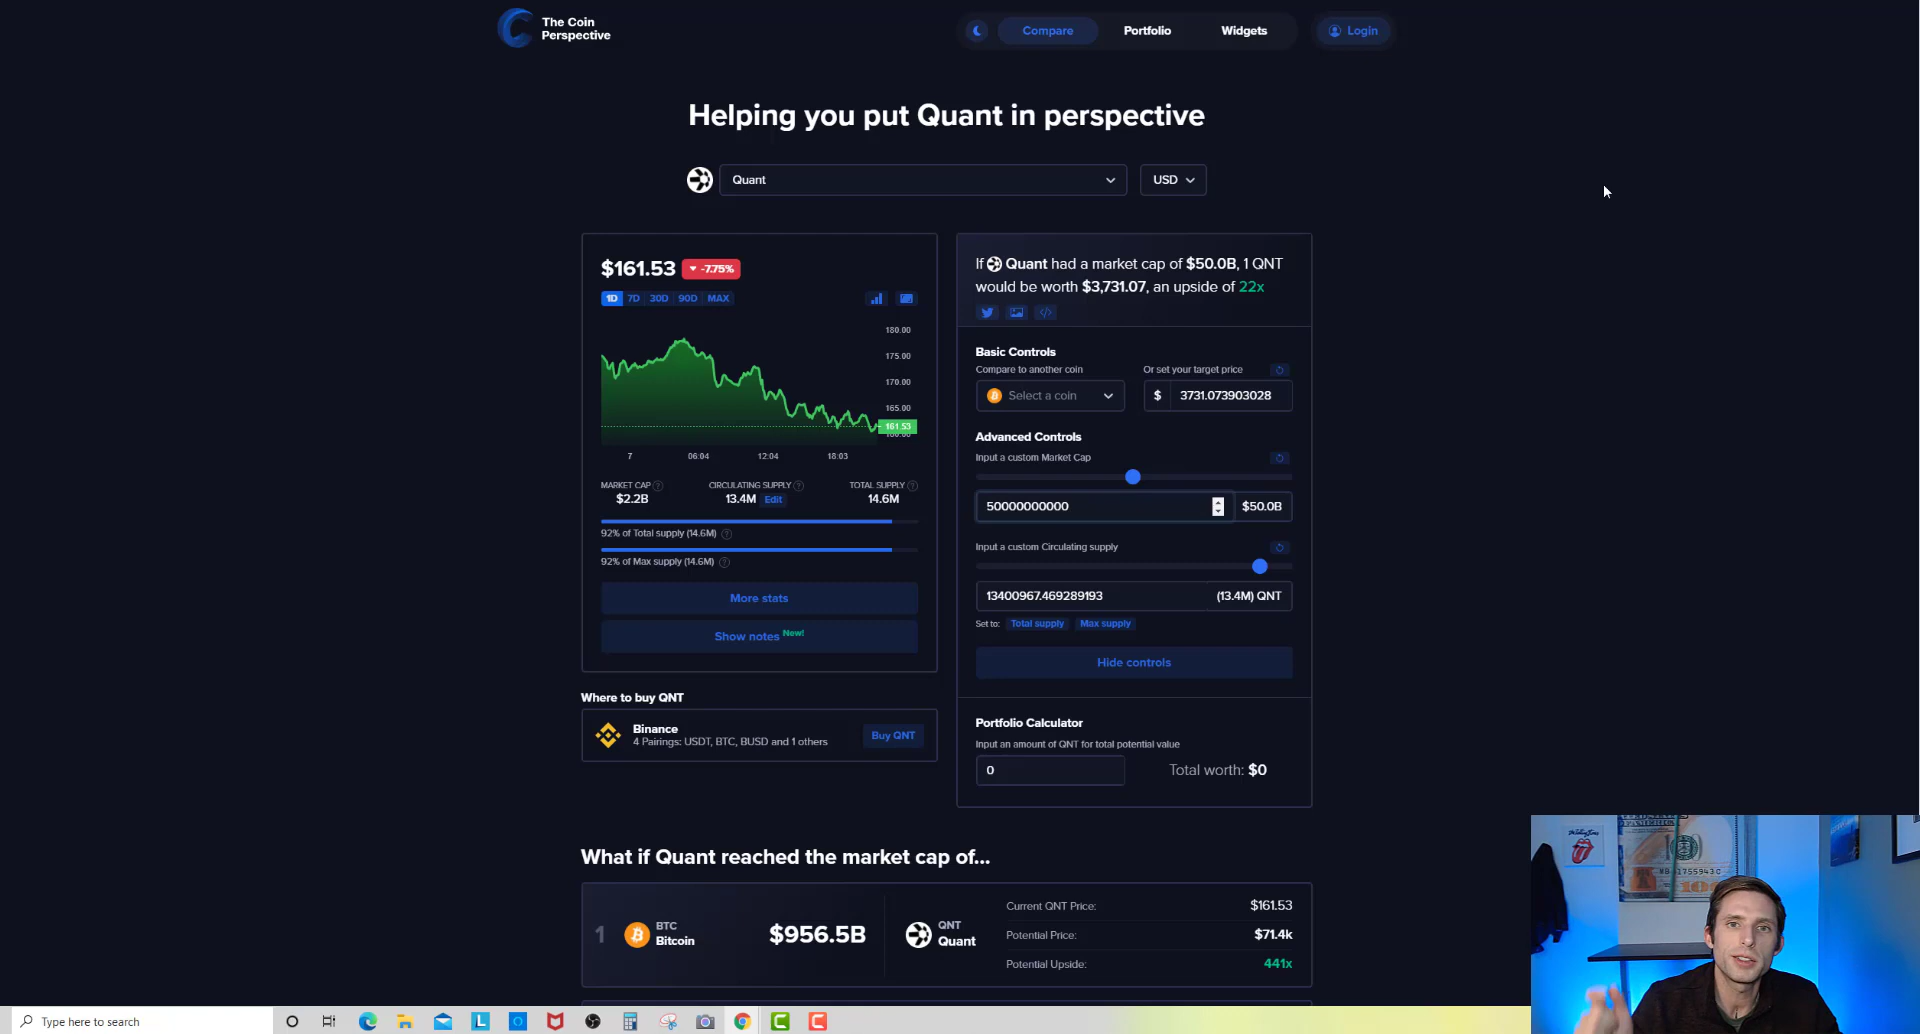 The Coin
Perspective
Compare
Portfolio
Widgets
Login
Helping you put Quant in perspective
Quant
USD
$161.53
-7.75%
1D 7D 30D 90D MAX
180.00
175.00
170.00
165.00
161.53
7 06:04 12:04 18:03
MARKET CAP
$2.2B
CIRCULATING SUPPLY
13.4M Edit
TOTAL SUPPLY
14.6M
92% of Total supply (14.6M)
92% of Max supply (14.6M)
More stats
Show notes New!
Where to buy QNT
Binance
4 Pairings: USDT, BTC, BUSD and 1 others
Buy QNT
If Quant had a market cap of $50.0B, 1 QNT
would be worth $3,731.07, an upside of 22x
Basic Controls
Compare to another coin
Select a coin
Or set your target price
$ 3731.073903028
Advanced Controls
Input a custom Market Cap
50000000000
$50.0B
Input a custom Circulating supply
13400967.469289193
(13.4M) QNT
Set to: Total supply Max supply
Hide controls
Portfolio Calculator
Input an amount of QNT for total potential value
0
Total worth: $0
What if Quant reached the market cap of...
1
BTC
Bitcoin
$956.5B
QNT
Quant
Current QNT Price: $161.53
Potential Price: $71.4k
Potential Upside: 441x
Type here to search